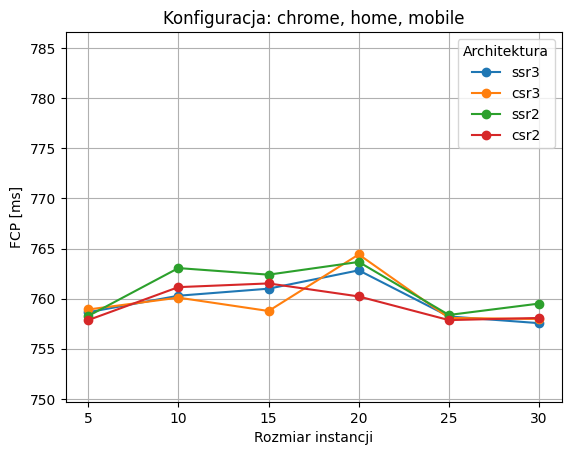 Konfiguracja: chrome, home, mobile
Architektura
ssr3
csr3
ssr2
csr2
FCP [ms]
785
780
775
770
765
760
755
750
5 10 15 20 25 30
Rozmiar instancji